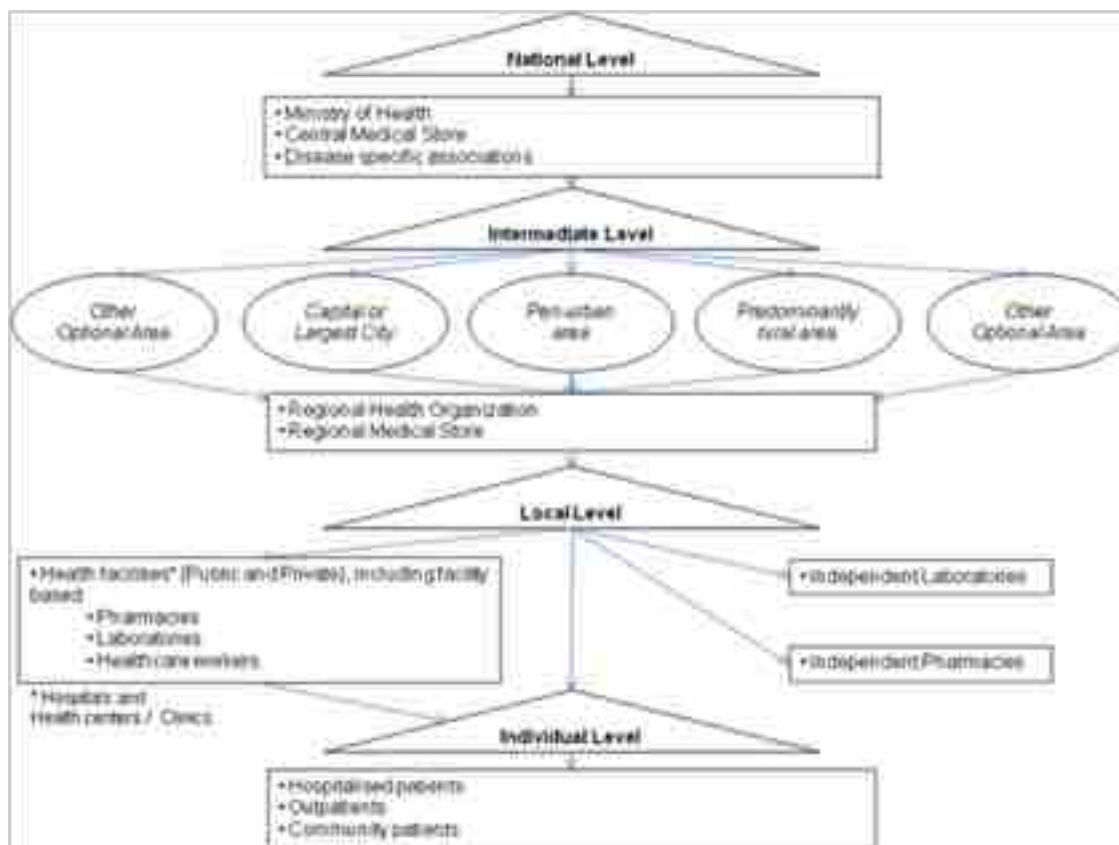 National Level
• Ministry of Health
• Central Medical Store
• Disease specific associations
Intermediate Level
Other
Optional Area
Capital or
Largest City
Peri-urban
area
Predominantly
rural area
Other
Optional Area
• Regional Health Organization
• Regional Medical Store
Local Level
• Health facilities* (Public and Private), including facility
based:
• Pharmacies
• Laboratories
• Health care workers
• Independent Laboratories
• Independent Pharmacies
* Hospitals and
Health centers / Clinics
Individual Level
• Hospitalised patients
• Outpatients
• Community patients